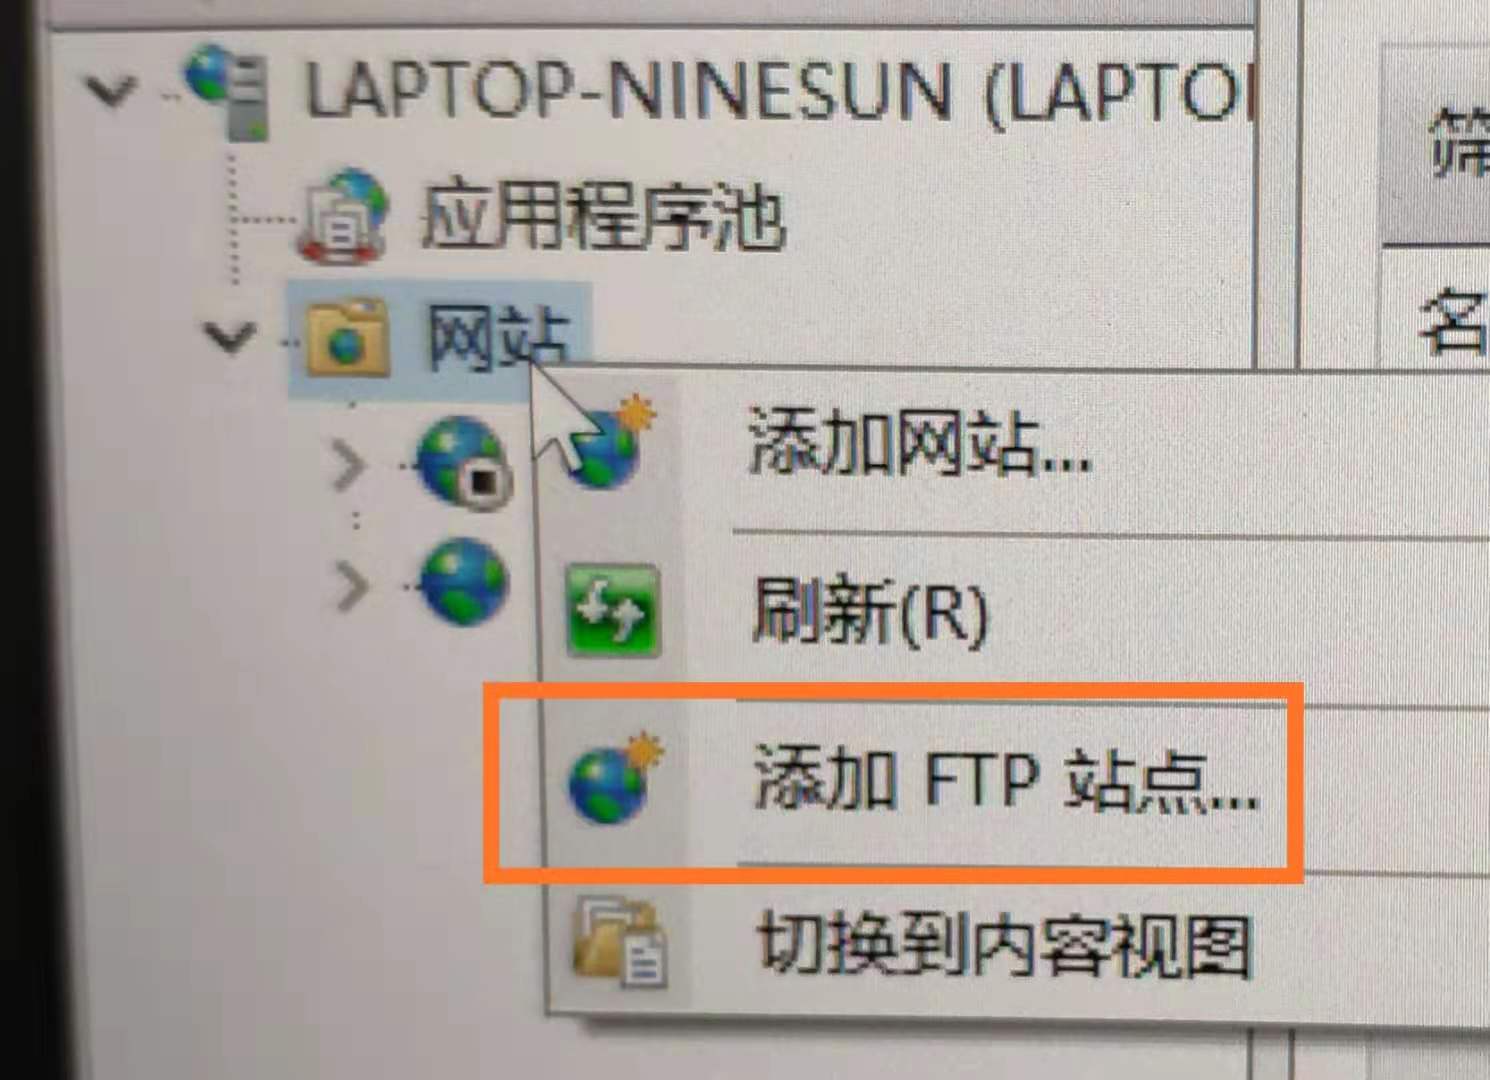 LAPTOP-NINESUN (LAPTO
应用程序池
筛
网站
名
添加网站...
刷新(R)
添加 FTP 站点...
切换到内容视图